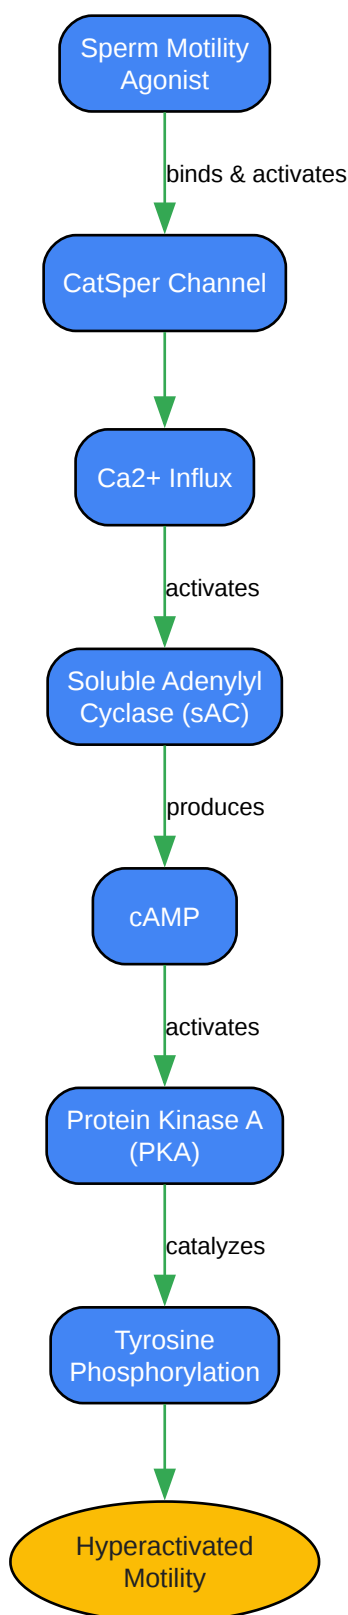 Sperm Motility
Agonist
binds & activates
CatSper Channel
Ca2+ Influx
activates
Soluble Adenylyl
Cyclase (sAC)
produces
cAMP
activates
Protein Kinase A
(PKA)
catalyzes
Tyrosine
Phosphorylation
Hyperactivated
Motility